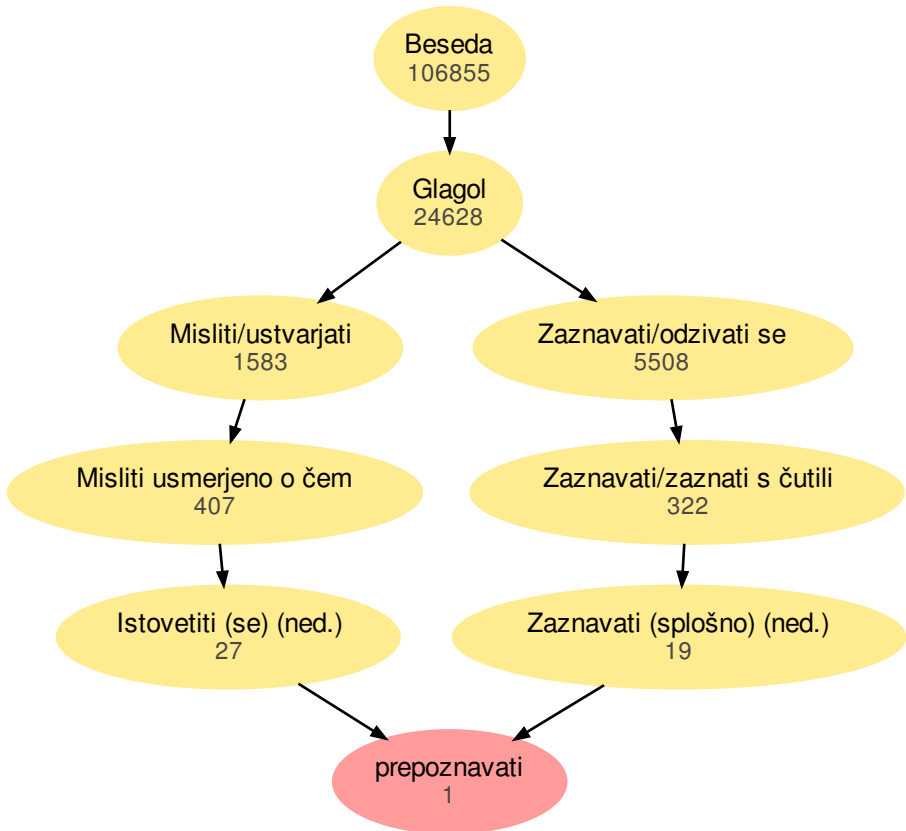 Beseda
106855
Glagol
24628
Misliti/ustvarjati
1583
Zaznavati/odzivati se
5508
Misliti usmerjeno o čem
407
Zaznavati/zaznati s čutili
322
Istovetiti (se) (ned.)
27
Zaznavati (splošno) (ned.)
19
prepoznavati
1